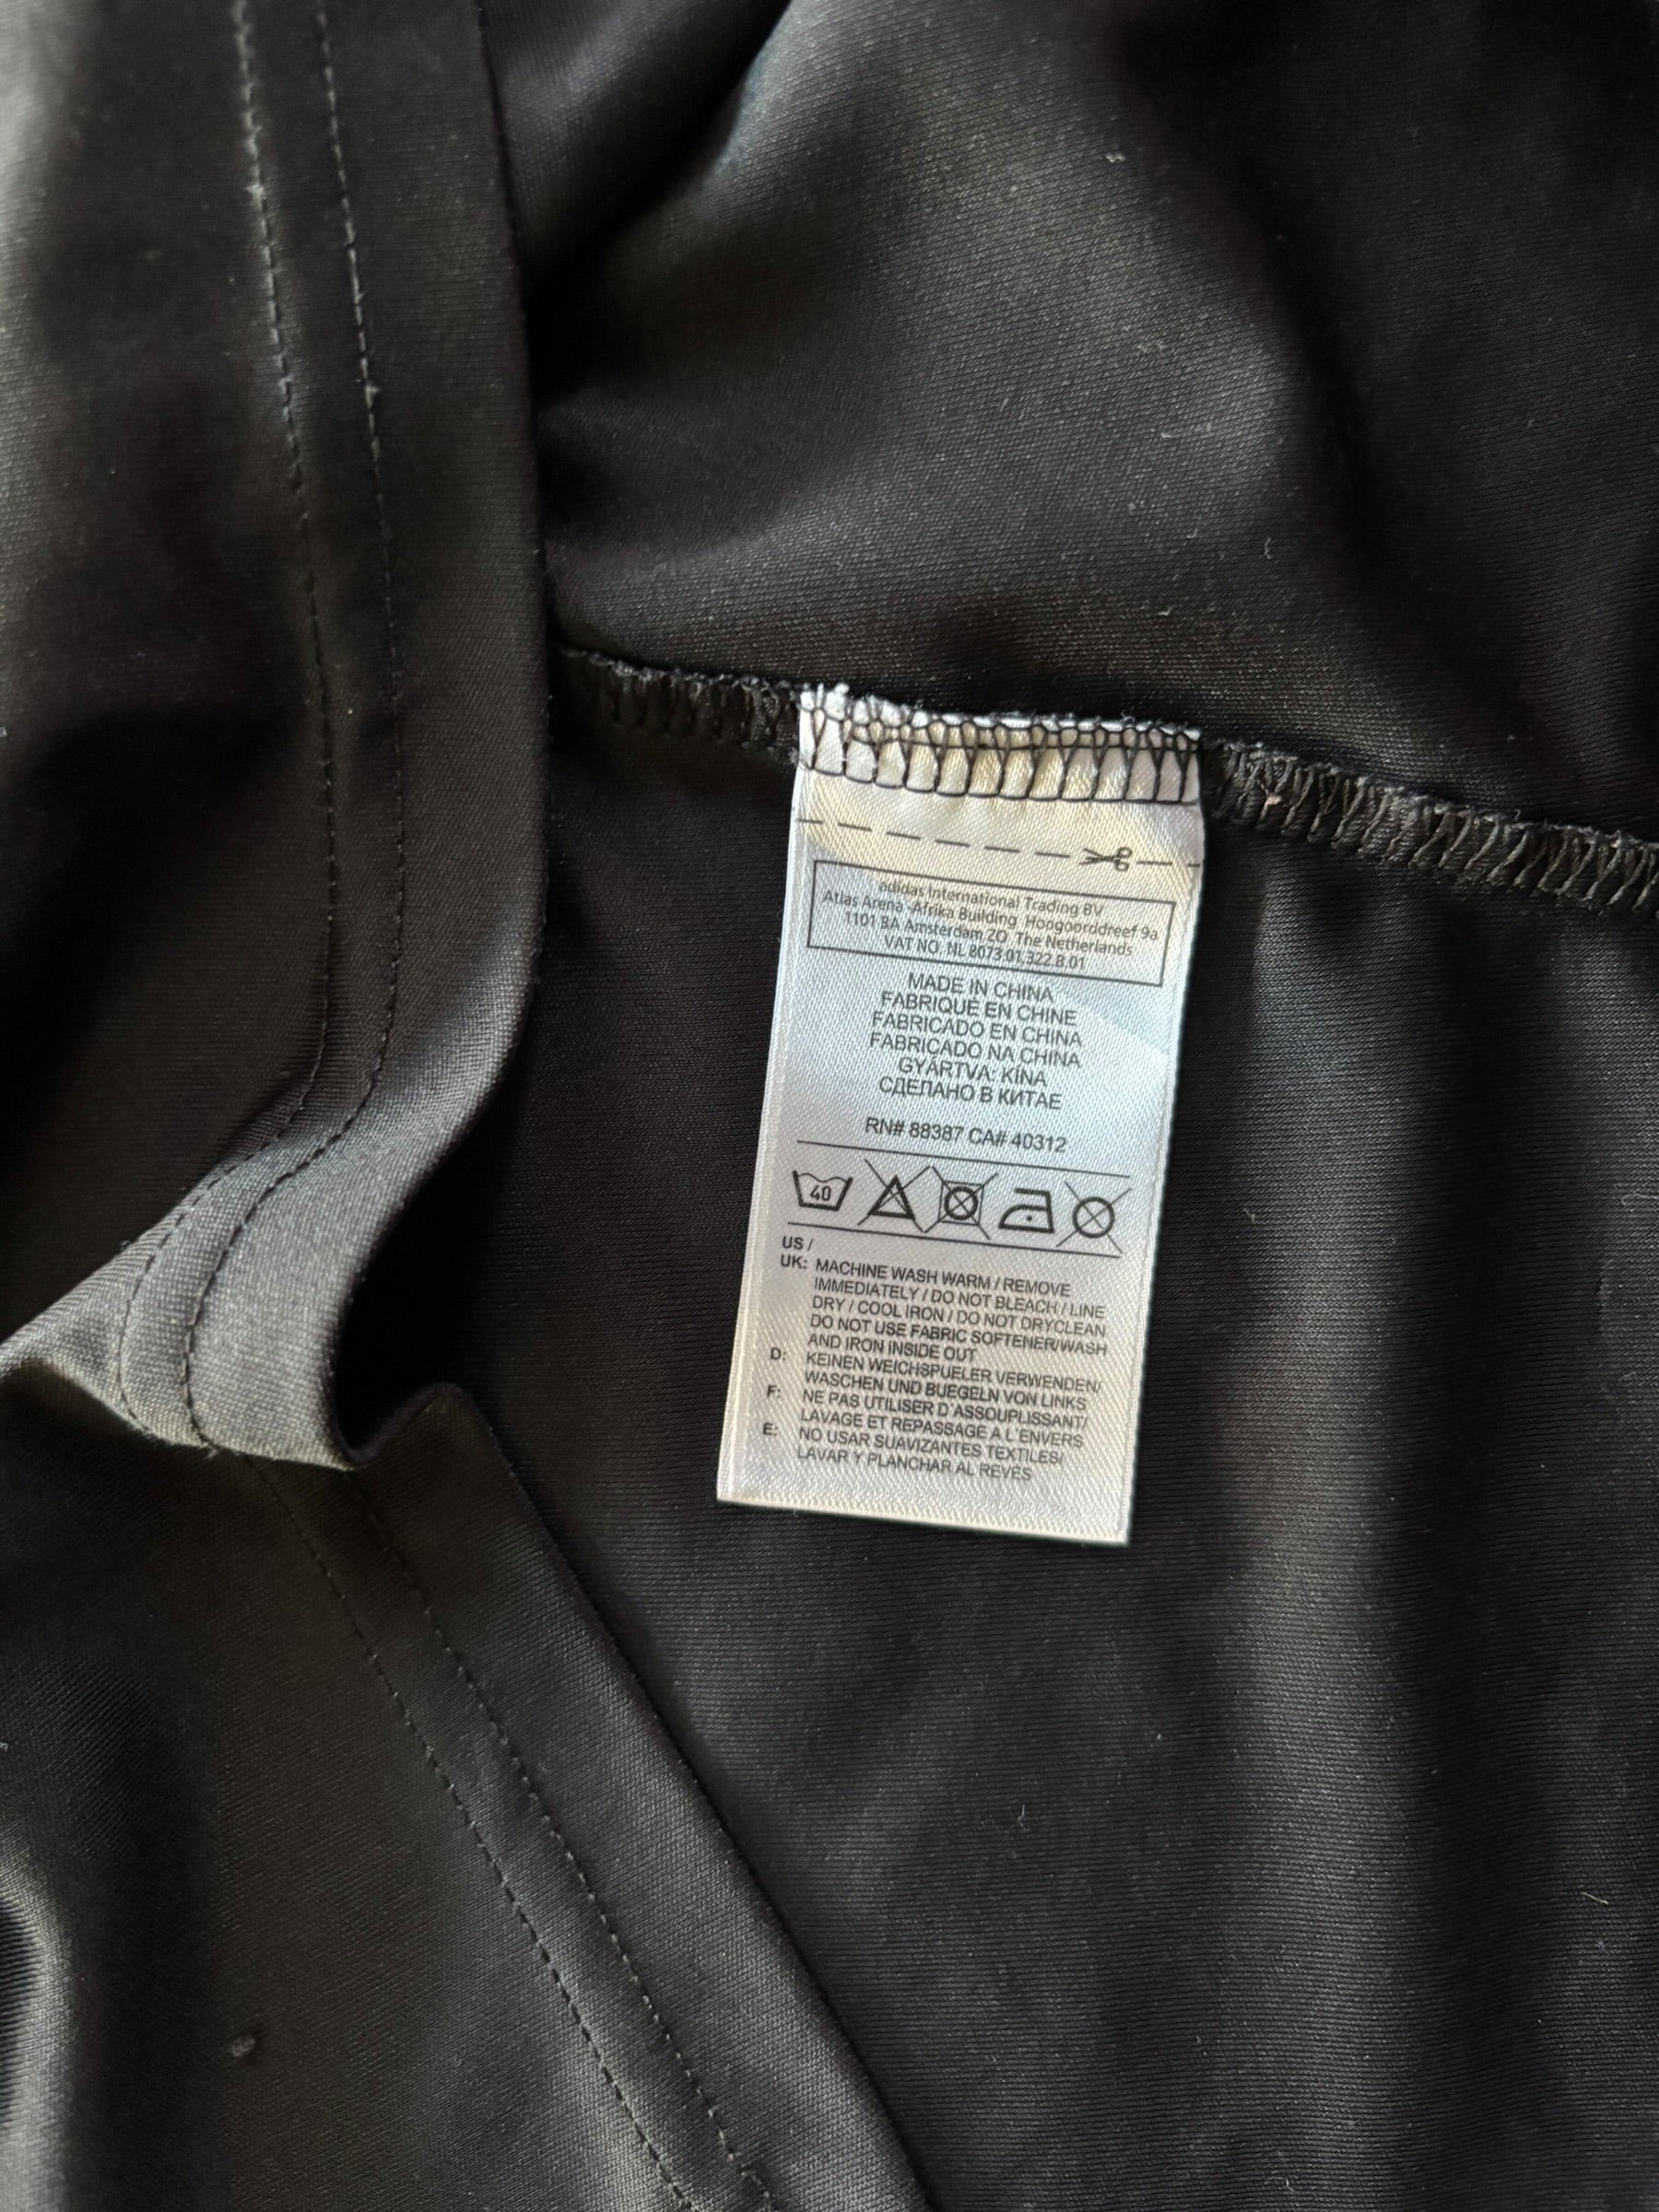 adidas International Trading BV
Atlas Arena -Afrika Building Hoogoorddreef 9a
1101 BA Amsterdam ZO The Netherlands
VAT NO. NL 8073.01.322.B.01
MADE IN CHINA
FABRIQUÉ EN CHINE
FABRICADO EN CHINA
FABRICADO NA CHINA
GYÁRTVA: KÍNA
СДЕЛАНО В КИТАЕ
RN# 88387 CA# 40312
40
US /
UK: MACHINE WASH WARM / REMOVE
IMMEDIATELY / DO NOT BLEACH / LINE
DRY / COOL IRON / DO NOT DRYCLEAN
DO NOT USE FABRIC SOFTENER/WASH
AND IRON INSIDE OUT
D: KEINEN WEICHSPUELER VERWENDEN/
WASCHEN UND BUEGELN VON LINKS
F: NE PAS UTILISER D`ASSOUPLISSANT/
LAVAGE ET REPASSAGE A L`ENVERS
E: NO USAR SUAVIZANTES TEXTILES/
LAVAR Y PLANCHAR AL REVÉS